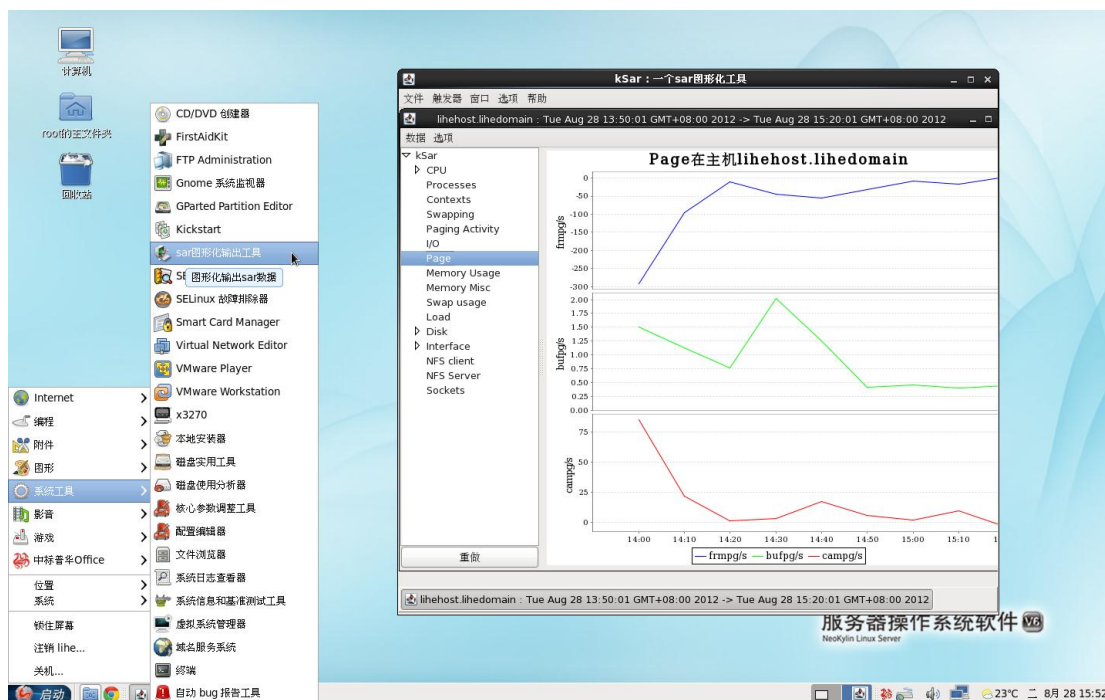 计算机
root的主文件夹
回收站
CD/DVD 创建器
FirstAidKit
FTP Administration
Gnome 系统监视器
GParted Partition Editor
Kickstart
sar图形化输出工具
SE
图形化输出sar数据
SELinux 故障排除器
Smart Card Manager
Virtual Network Editor
VMware Player
VMware Workstation
x3270
本地安装器
磁盘实用工具
磁盘使用分析器
核心参数调整工具
配置编辑器
文件浏览器
系统日志查看器
系统信息和基准测试工具
虚拟系统管理器
域名服务系统
终端
自动 bug 报告工具
Internet
编程
附件
图形
系统工具
影音
游戏
中标普华Office
位置
系统
锁住屏幕
注销 lihe...
关机...
启动
kSar : 一个sar图形化工具
文件 触发器 窗口 选项 帮助
lihehost.lihedomain : Tue Aug 28 13:50:01 GMT+08:00 2012 -> Tue Aug 28 15:20:01 GMT+08:00 2012
数据 选项
kSar
CPU
Processes
Contexts
Swapping
Paging Activity
I/O
Page
Memory Usage
Memory Misc
Swap usage
Load
Disk
Interface
NFS client
NFS Server
Sockets
重做
Page在主机lihehost.lihedomain
frmpg/s
0
-50
-100
-150
-200
-250
-300
bufpg/s
2.00
1.75
1.50
1.25
1.00
0.75
0.50
0.25
0.00
campg/s
75
50
25
0
14:00 14:10 14:20 14:30 14:40 14:50 15:00 15:10 1
frmpg/s bufpg/s campg/s
lihehost.lihedomain : Tue Aug 28 13:50:01 GMT+08:00 2012 -> Tue Aug 28 15:20:01 GMT+08:00 2012
服务器操作系统软件 V6
NeoKylin Linux Server
23°C 二 8月 28 15:52